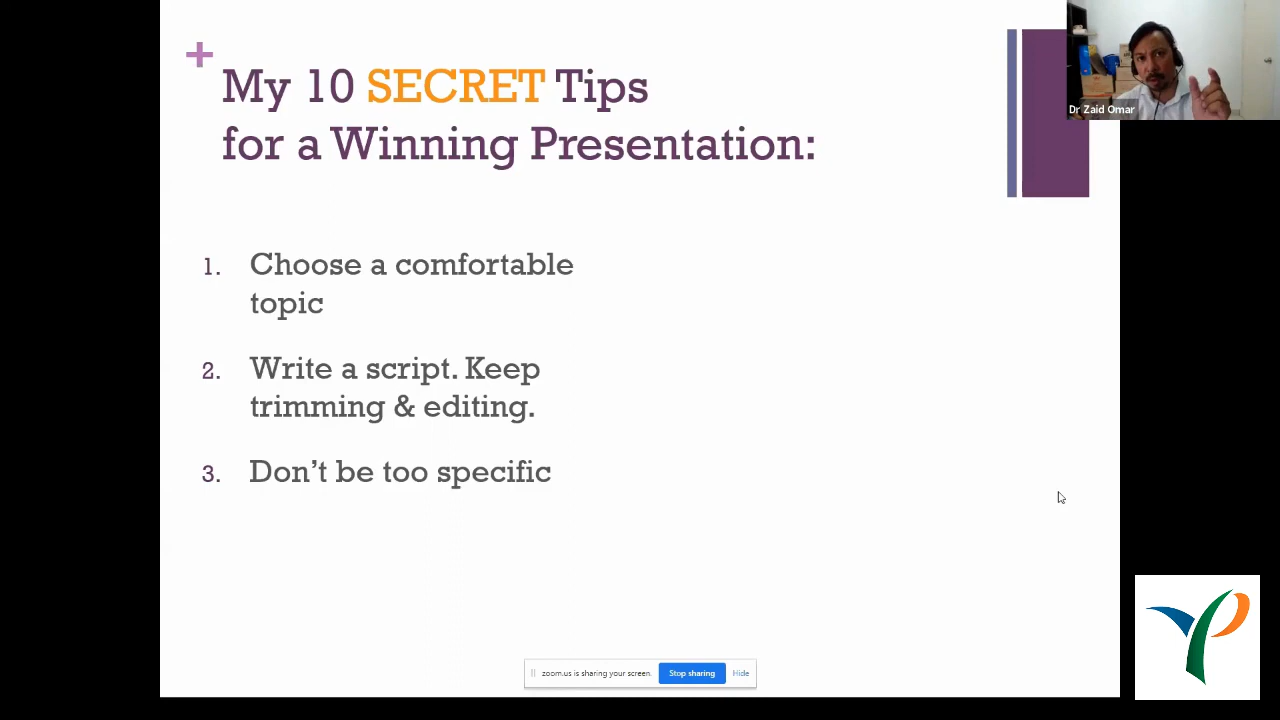 +
My 10 SECRET Tips
for a Winning Presentation:
Dr Zaid Omar
1. Choose a comfortable
topic
2. Write a script. Keep
trimming & editing.
3. Don’t be too specific
zoom.us is sharing your screen. Stop sharing Hide